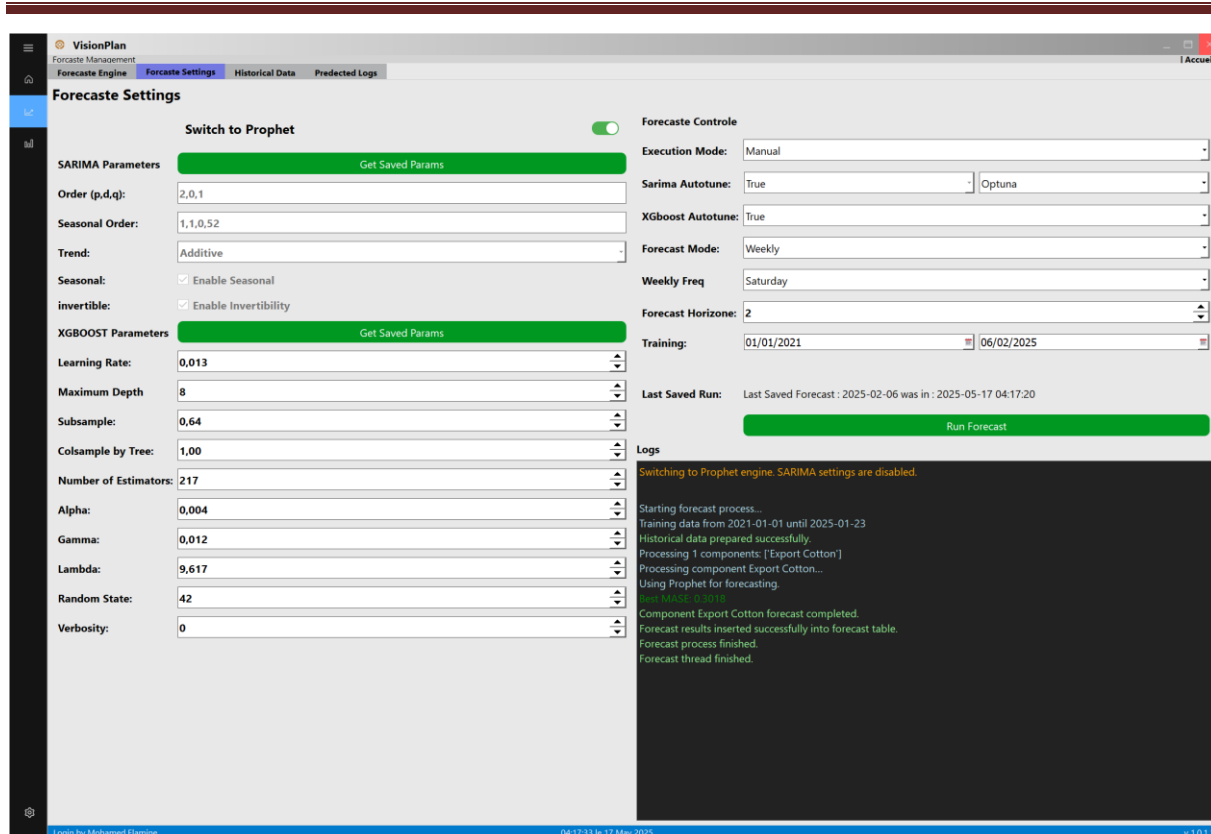 VisionPlan
Forcaste Management
| Accuei
Forecaste Engine Forcaste Settings Historical Data Predected Logs
Forecaste Settings
Switch to Prophet
SARIMA Parameters Get Saved Params
Order (p,d,q): 2,0,1
Seasonal Order: 1,1,0,52
Trend: Additive
Seasonal: Enable Seasonal
invertible: Enable Invertibility
XGBOOST Parameters Get Saved Params
Learning Rate: 0,013
Maximum Depth 8
Subsample: 0,64
Colsample by Tree: 1,00
Number of Estimators: 217
Alpha: 0,004
Gamma: 0,012
Lambda: 9,617
Random State: 42
Verbosity: 0
Forecaste Controle
Execution Mode: Manual
Sarima Autotune: True Optuna
XGboost Autotune: True
Forecast Mode: Weekly
Weekly Freq Saturday
Forecast Horizone: 2
Training: 01/01/2021 06/02/2025
Last Saved Run: Last Saved Forecast : 2025-02-06 was in : 2025-05-17 04:17:20
Run Forecast
Logs
Switching to Prophet engine. SARIMA settings are disabled.
Starting forecast process...
Training data from 2021-01-01 until 2025-01-23
Historical data prepared successfully.
Processing 1 components: ['Export Cotton']
Processing component Export Cotton...
Using Prophet for forecasting.
Best MASE: 0.3018
Component Export Cotton forecast completed.
Forecast results inserted successfully into forecast table.
Forecast process finished.
Forecast thread finished.
Login by Mohamed Elamine 04:17:33 le 17 May 2025 v 1.0.1